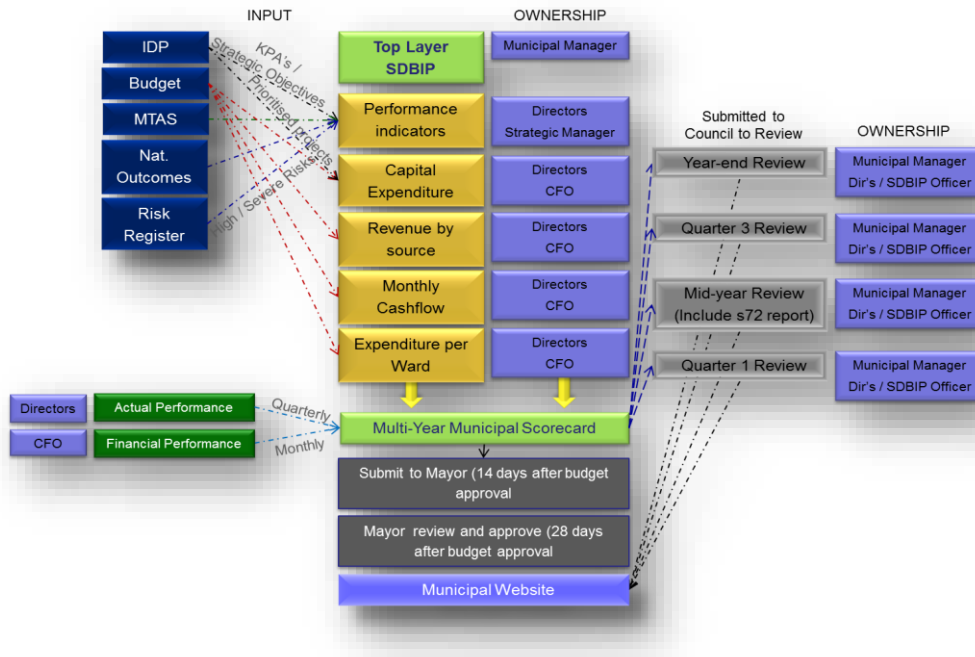 INPUT
OWNERSHIP
IDP
Budget
MTAS
Nat.
Outcomes
Risk
Register
KPA's /
Strategic Objectives
Prioritised projects
High / Severe Risks
Top Layer
SDBIP
Municipal Manager
Performance
indicators
Directors
Strategic Manager
Capital
Expenditure
Directors
CFO
Revenue by
source
Directors
CFO
Monthly
Cashflow
Directors
CFO
Expenditure per
Ward
Directors
CFO
Submitted to
Council to Review
OWNERSHIP
Year-end Review
Municipal Manager
Dir's / SDBIP Officer
Quarter 3 Review
Municipal Manager
Dir's / SDBIP Officer
Mid-year Review
(Include s72 report)
Municipal Manager
Dir's / SDBIP Officer
Quarter 1 Review
Municipal Manager
Dir's / SDBIP Officer
Directors
Actual Performance
Quarterly
CFO
Financial Performance
Monthly
Multi-Year Municipal Scorecard
Submit to Mayor (14 days after budget
approval
Mayor review and approve (28 days
after budget approval
Municipal Website